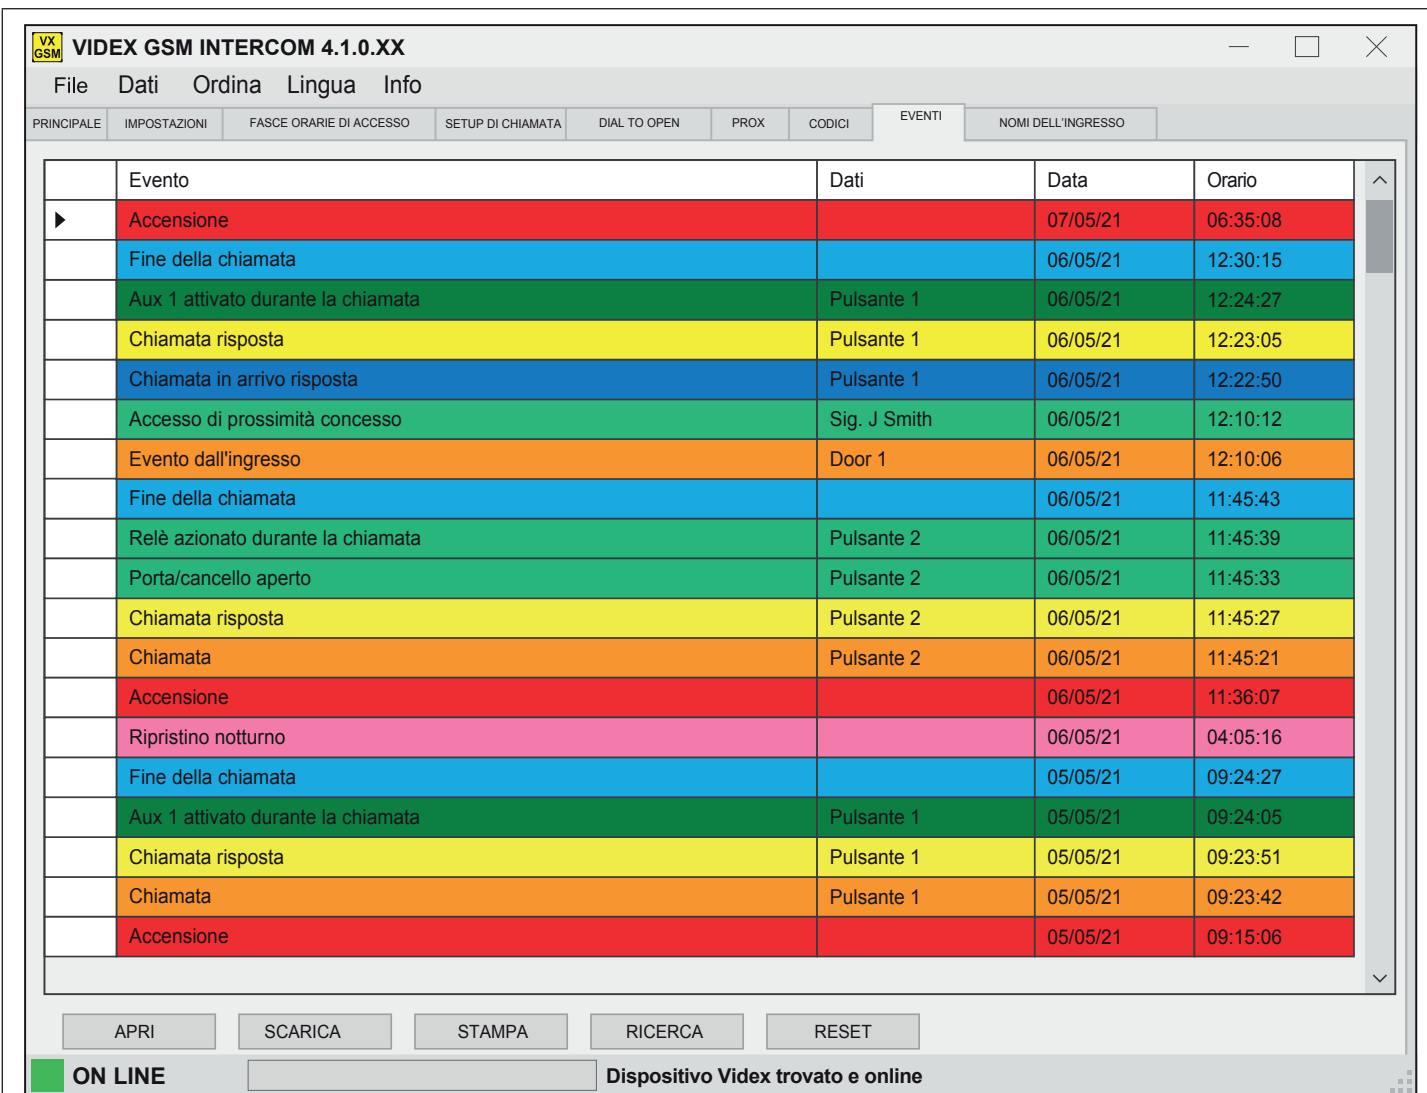 VX GSM VIDEX GSM INTERCOM 4.1.0.XX
File Dati Ordina Lingua Info
PRINCIPALE IMPOSTAZIONI FASCE ORARIE DI ACCESSO SETUP DI CHIAMATA DIAL TO OPEN PROX CODICI EVENTI NOMI DELL'INGRESSO
Evento Dati Data Orario
Accensione 07/05/21 06:35:08
Fine della chiamata 06/05/21 12:30:15
Aux 1 attivato durante la chiamata Pulsante 1 06/05/21 12:24:27
Chiamata risposta Pulsante 1 06/05/21 12:23:05
Chiamata in arrivo risposta Pulsante 1 06/05/21 12:22:50
Accesso di prossimità concesso Sig. J Smith 06/05/21 12:10:12
Evento dall'ingresso Door 1 06/05/21 12:10:06
Fine della chiamata 06/05/21 11:45:43
Relè azionato durante la chiamata Pulsante 2 06/05/21 11:45:39
Porta/cancello aperto Pulsante 2 06/05/21 11:45:33
Chiamata risposta Pulsante 2 06/05/21 11:45:27
Chiamata Pulsante 2 06/05/21 11:45:21
Accensione 06/05/21 11:36:07
Ripristino notturno 06/05/21 04:05:16
Fine della chiamata 05/05/21 09:24:27
Aux 1 attivato durante la chiamata Pulsante 1 05/05/21 09:24:05
Chiamata risposta Pulsante 1 05/05/21 09:23:51
Chiamata Pulsante 1 05/05/21 09:23:42
Accensione 05/05/21 09:15:06
APRI SCARICA STAMPA RICERCA RESET
ON LINE Dispositivo Videx trovato e online